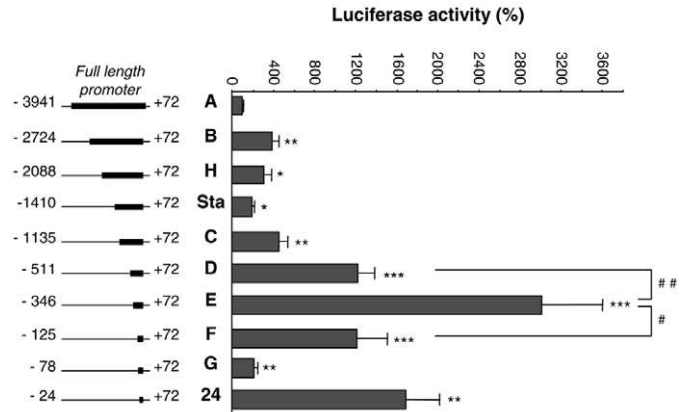 Luciferase activity (%)
Full length
promoter
0 4000 800 1200 1600 2000 2400 2800 3200 3600
- 3941 +72 A
- 2724 +72 B **
- 2088 +72 H *
-1410 +72 Sta *
- 1135 +72 C **
- 511 +72 D ***
# #
- 346 +72 E ***
#
- 125 +72 F ***
- 78 +72 G **
- 24 +72 24 **